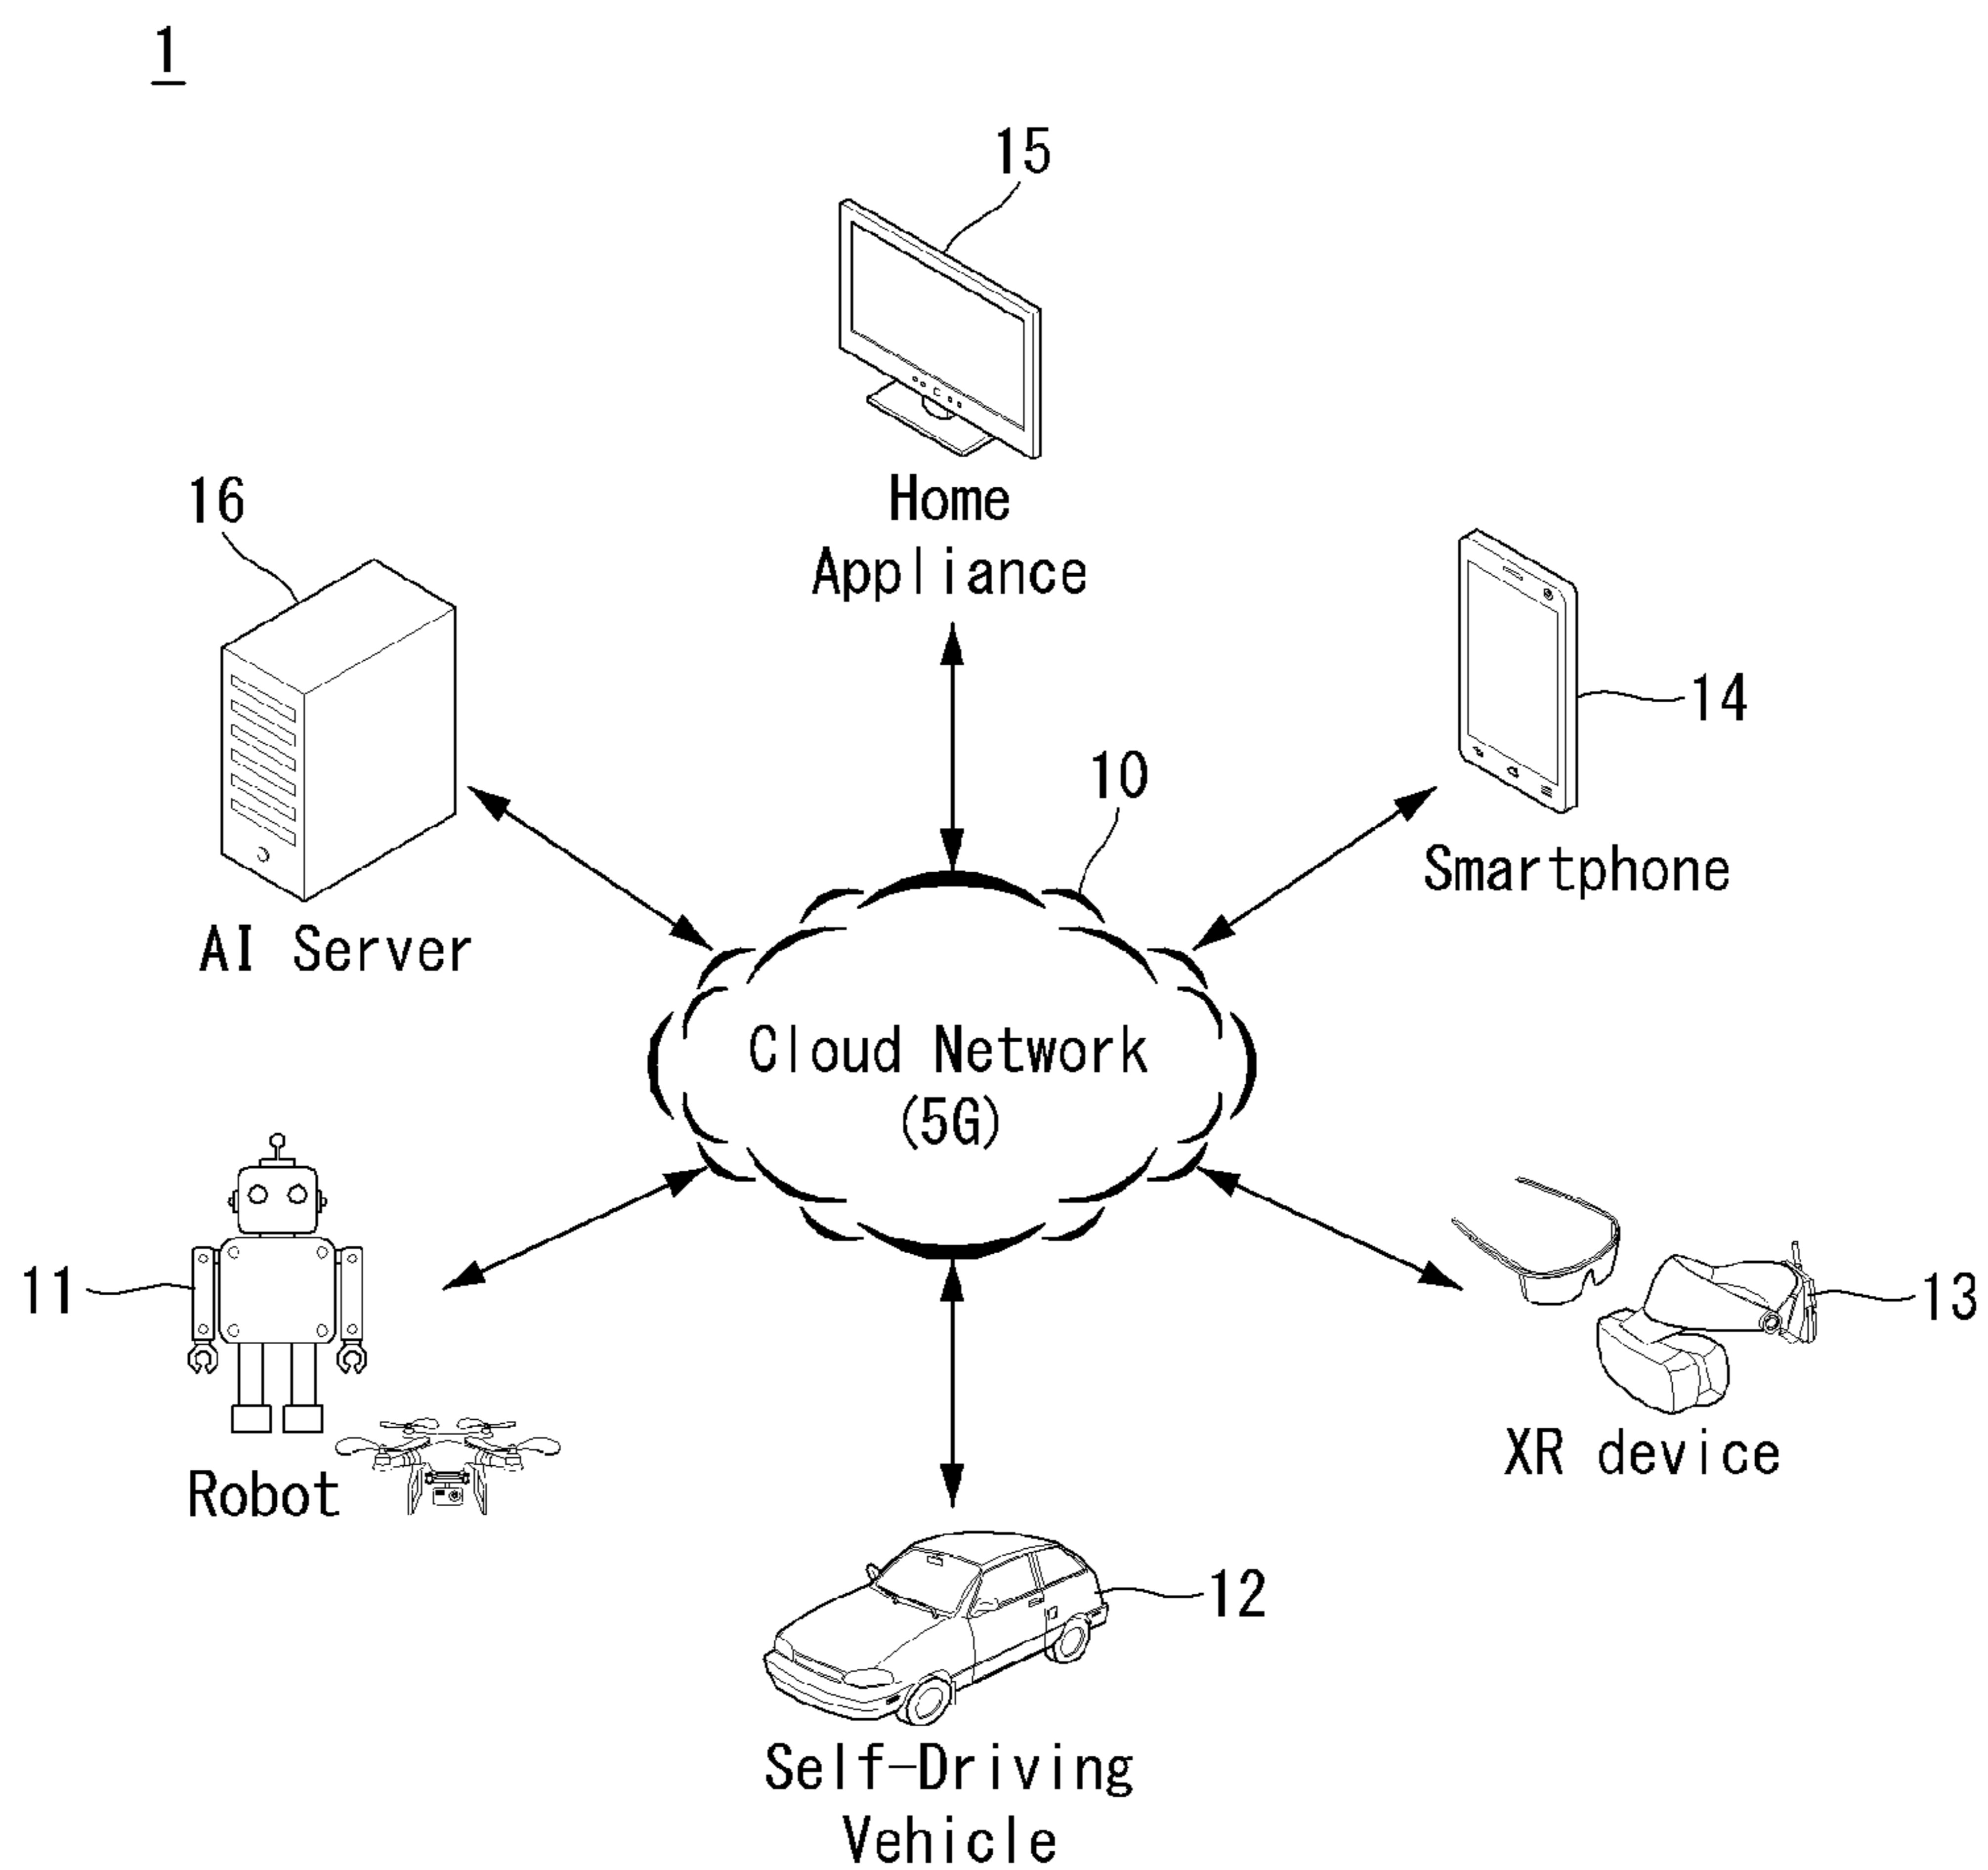 1
15
Home
Appliance
16
AI Server
14
Smartphone
10
Cloud Network
(5G)
11
Robot
13
XR device
12
Self-Driving
Vehicle